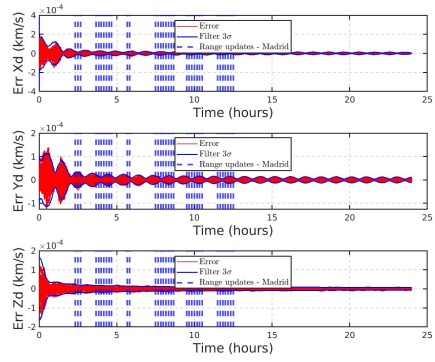 ×10⁻⁴
4
2
0
-2
-4
Err Xd (km/s)
0 5 10 15 20 25
Time (hours)
Error
Filter 3σ
Range updates - Madrid
×10⁻⁴
2
1
0
-1
Err Yd (km/s)
0 5 10 15 20 25
Time (hours)
Error
Filter 3σ
Range updates - Madrid
×10⁻⁴
2
1
0
-1
-2
Err Zd (km/s)
0 5 10 15 20 25
Time (hours)
Error
Filter 3σ
Range updates - Madrid